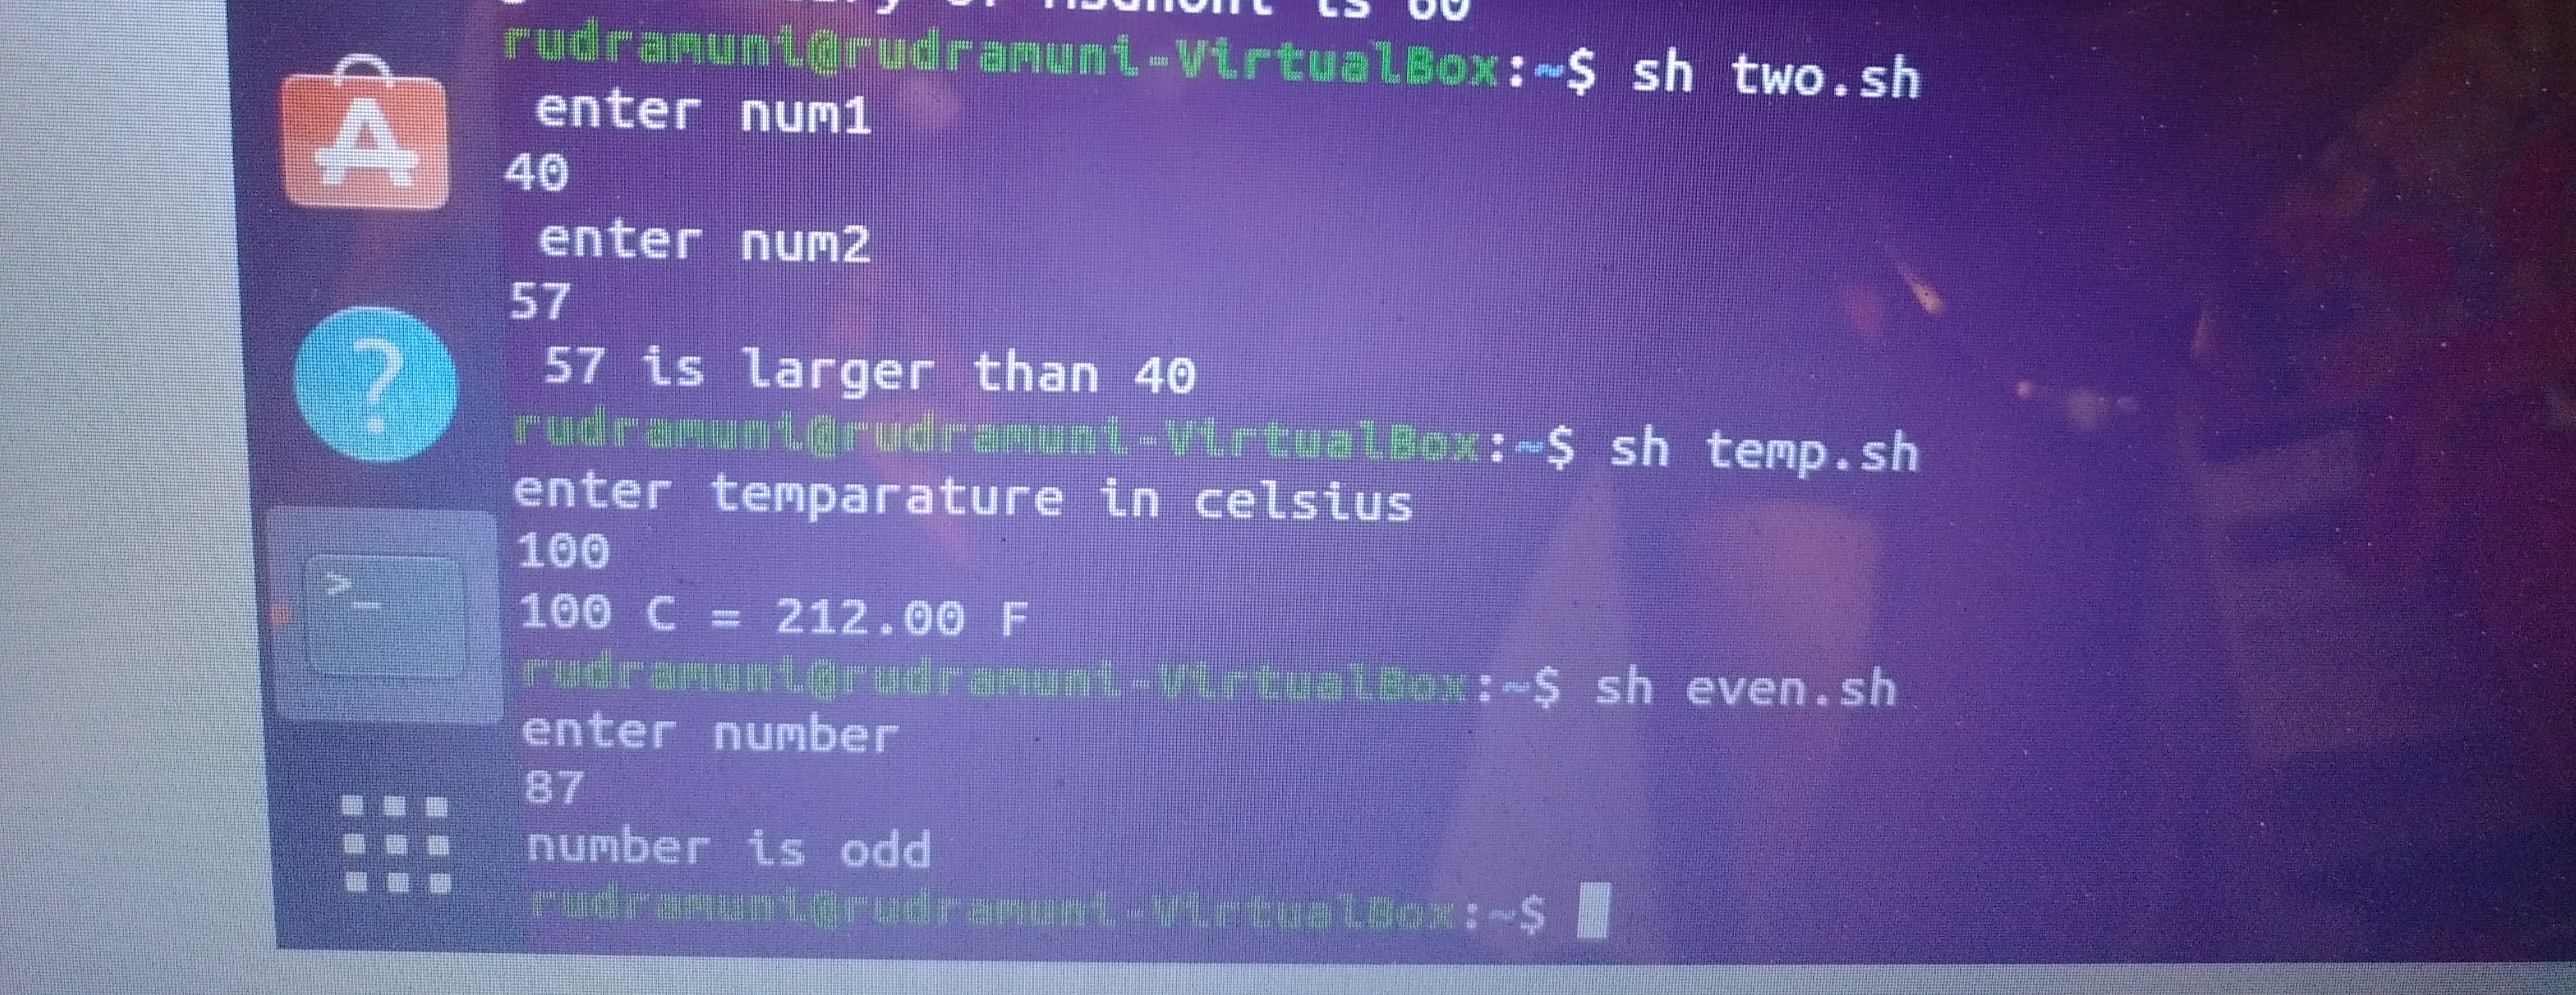 is 60
rudramuni@rudramuni-VirtualBox:~$ sh two.sh
enter num1
40
enter num2
57
57 is larger than 40
rudramuni@rudramuni-VirtualBox:~$ sh temp.sh
enter temparature in celsius
100
100 C = 212.00 F
rudramuni@rudramuni-VirtualBox:~$ sh even.sh
enter number
87
number is odd
rudramuni@rudramuni-VirtualBox:~$